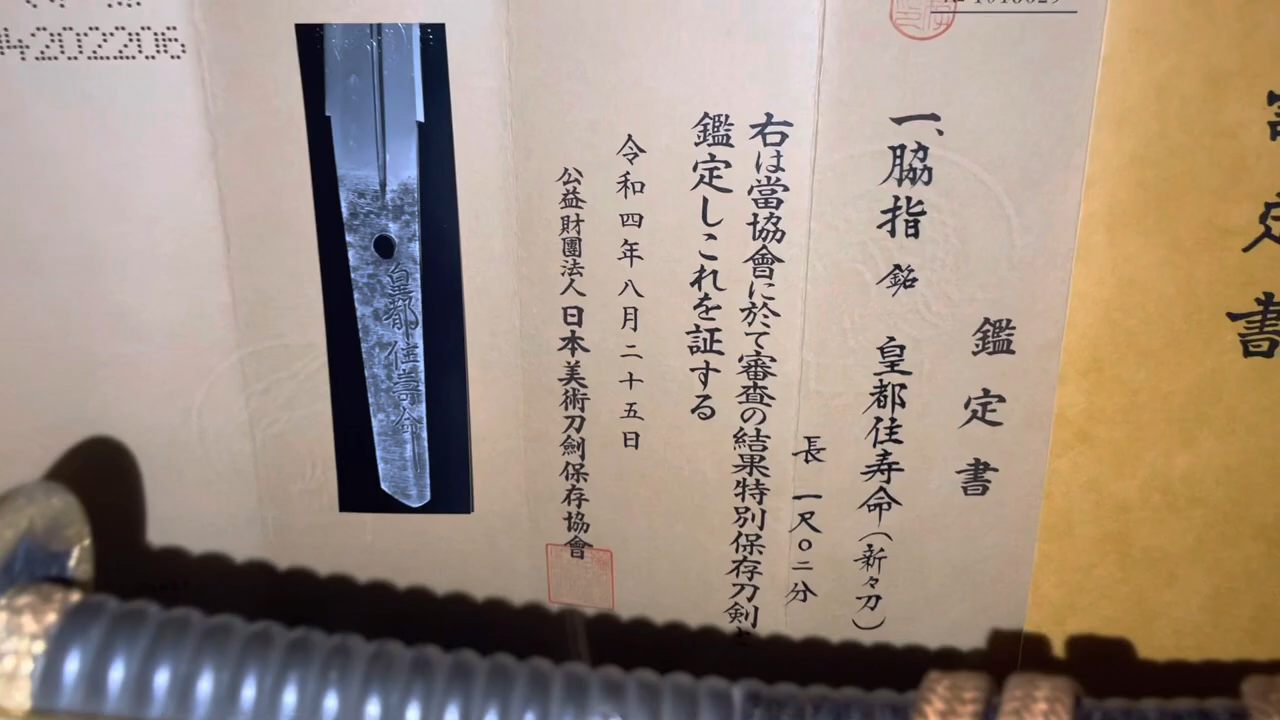 鑑定書
一、脇指 銘 皇都住寿命(新々刀)
長 一尺〇二分
右は當協會に於て審査の結果特別保存刀剣と
鑑定しこれを証する
令和四年八月二十五日
公益財團法人 日本美術刀劍保存協會
皇都住壽命
202206
定書